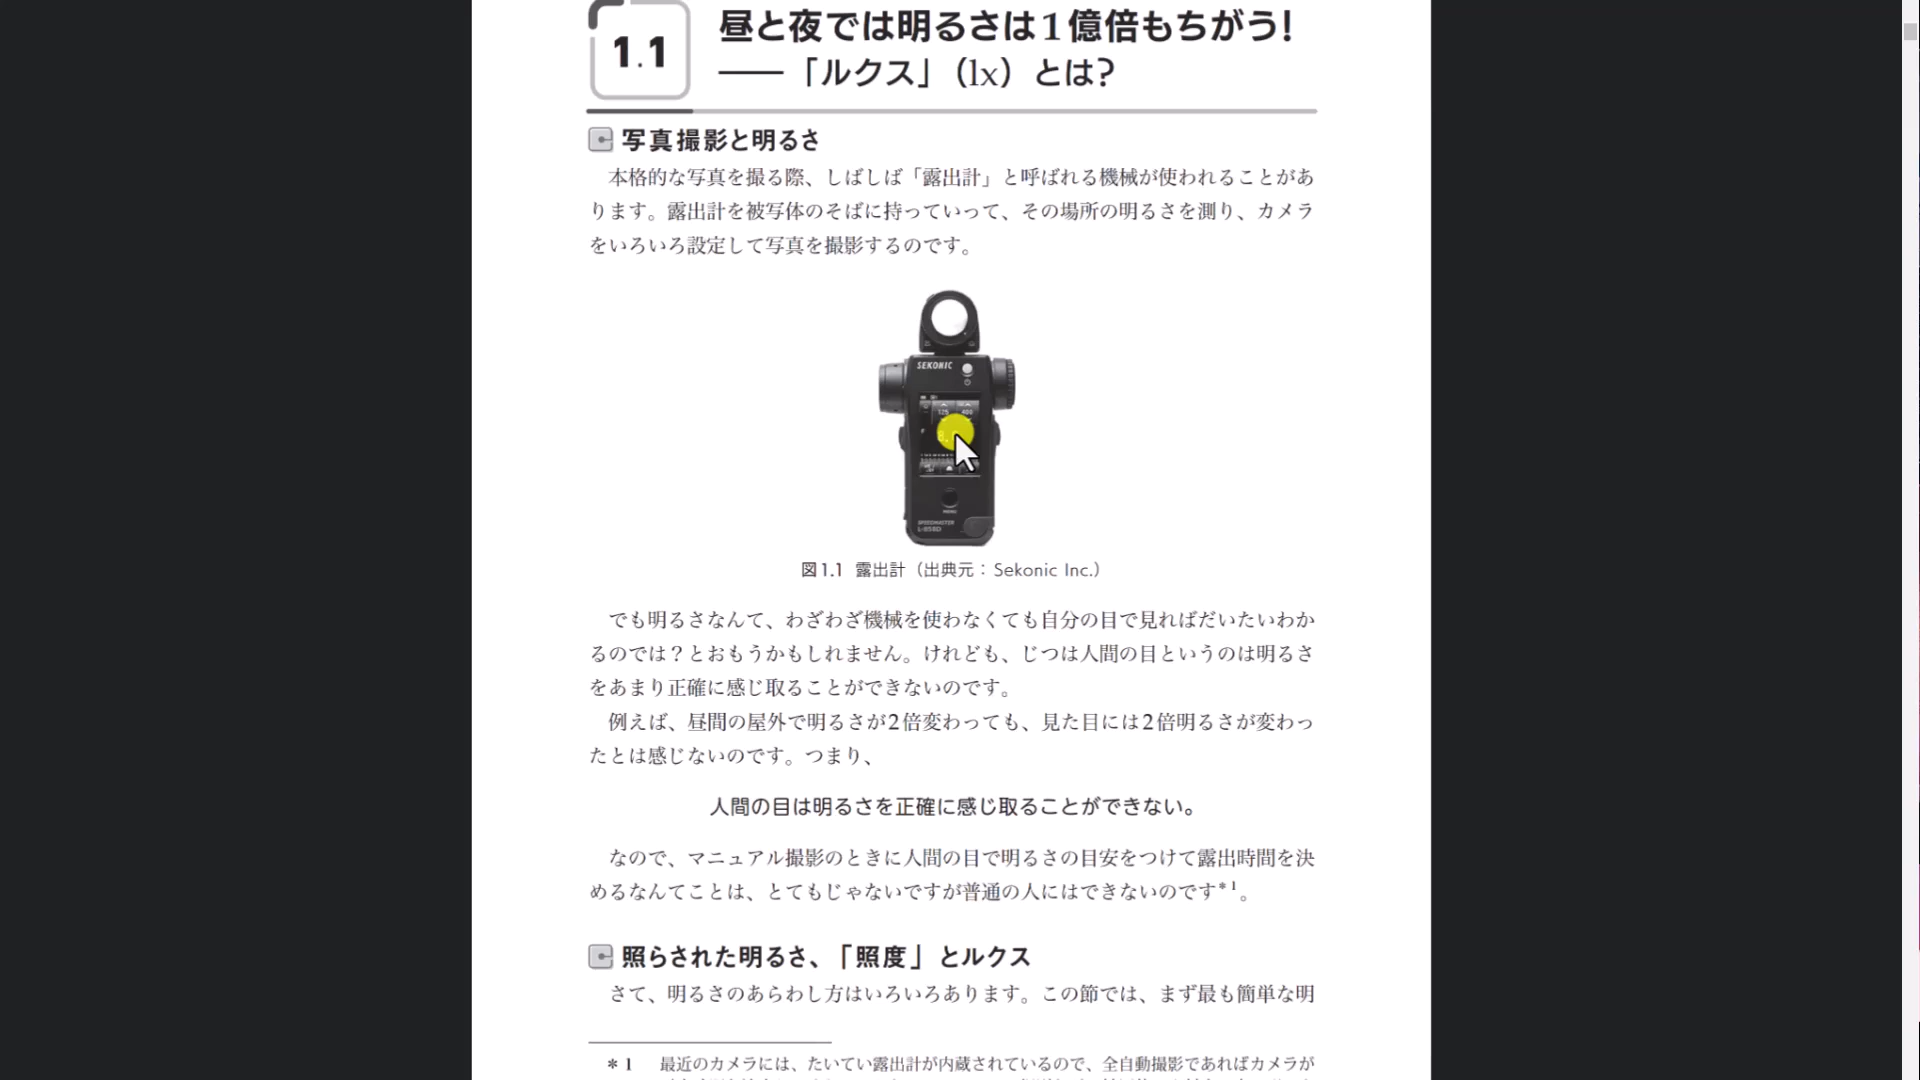 1.1
昼と夜では明るさは1億倍もちがう!
——「ルクス」(lx)とは?
写真撮影と明るさ
本格的な写真を撮る際、しばしば「露出計」と呼ばれる機械が使われることがあ
ります。露出計を被写体のそばに持っていって、その場所の明るさを測り、カメラ
をいろいろ設定して写真を撮影するのです。
SEKONIC
125 400
8.
MENU
SPEEDMASTER
L-858D
図1.1 露出計(出典元:Sekonic Inc.)
でも明るさなんて、わざわざ機械を使わなくても自分の目で見ればだいたいわか
るのでは?とおもうかもしれません。けれども、じつは人間の目というのは明るさ
をあまり正確に感じ取ることができないのです。
例えば、昼間の屋外で明るさが2倍変わっても、見た目には2倍明るさが変わっ
たとは感じないのです。つまり、
人間の目は明るさを正確に感じ取ることができない。
なので、マニュアル撮影のときに人間の目で明るさの目安をつけて露出時間を決
めるなんてことは、とてもじゃないですが普通の人にはできないのです*1。
照らされた明るさ、「照度」とルクス
さて、明るさのあらわし方はいろいろあります。この節では、まず最も簡単な明
*1 最近のカメラには、たいてい露出計が内蔵されているので、全自動撮影であればカメラが